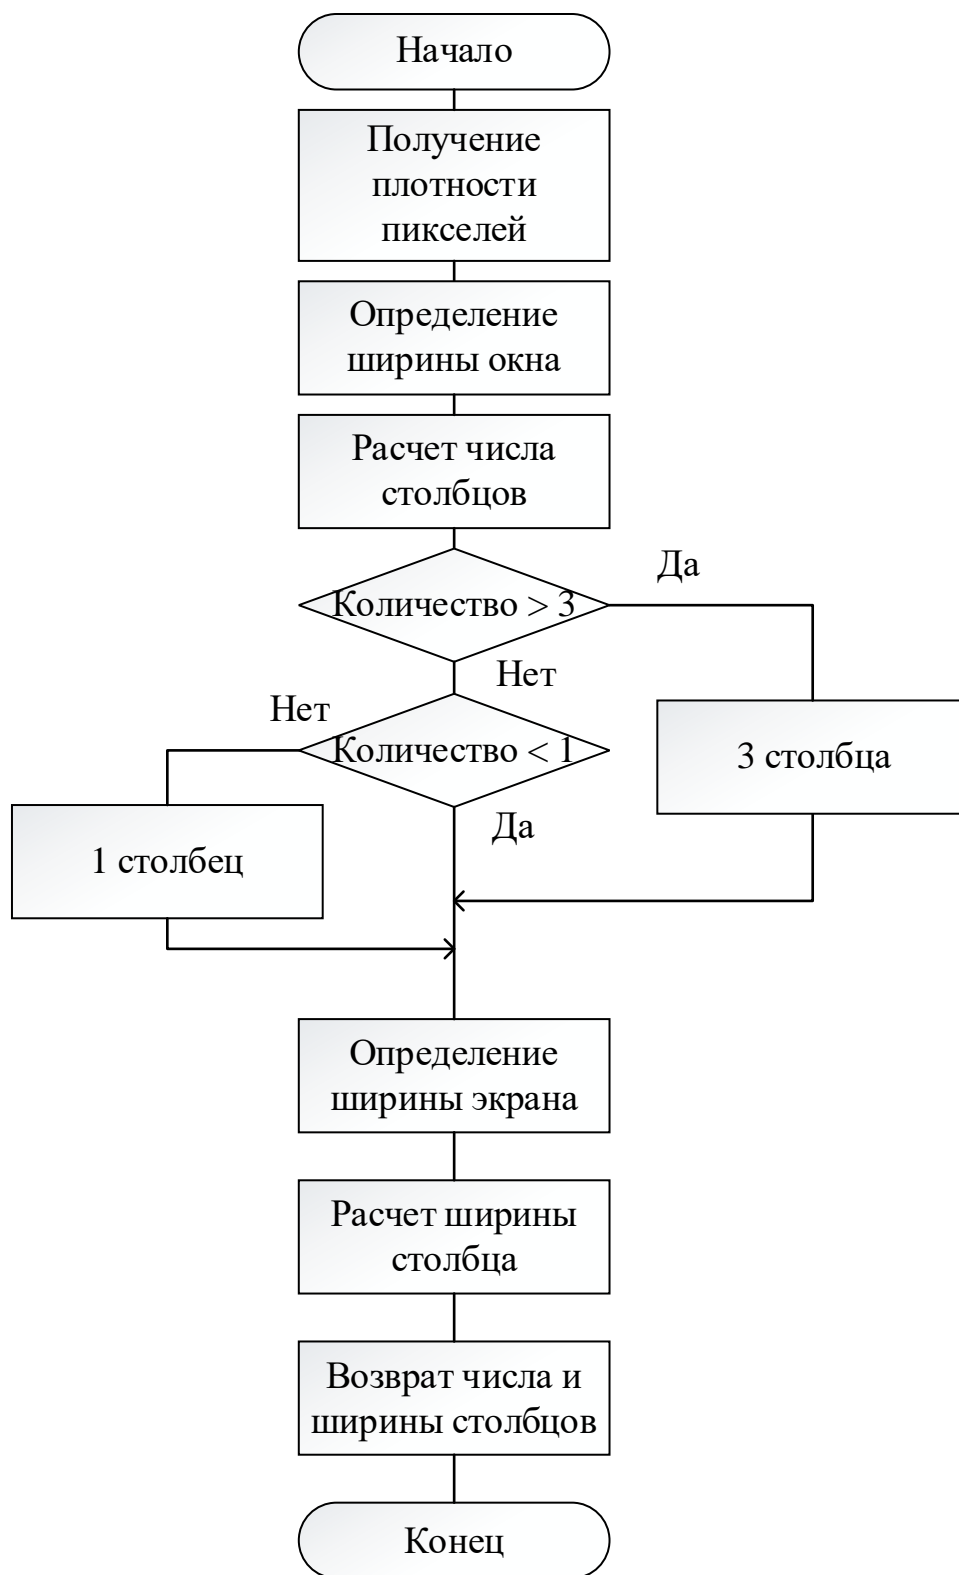 Начало
Получение
плотности
пикселей
Определение
ширины окна
Расчет числа
столбцов
Да
Количество > 3
Нет
Нет
Количество < 1
3 столбца
Да
1 столбец
Определение
ширины экрана
Расчет ширины
столбца
Возврат числа и
ширины столбцов
Конец